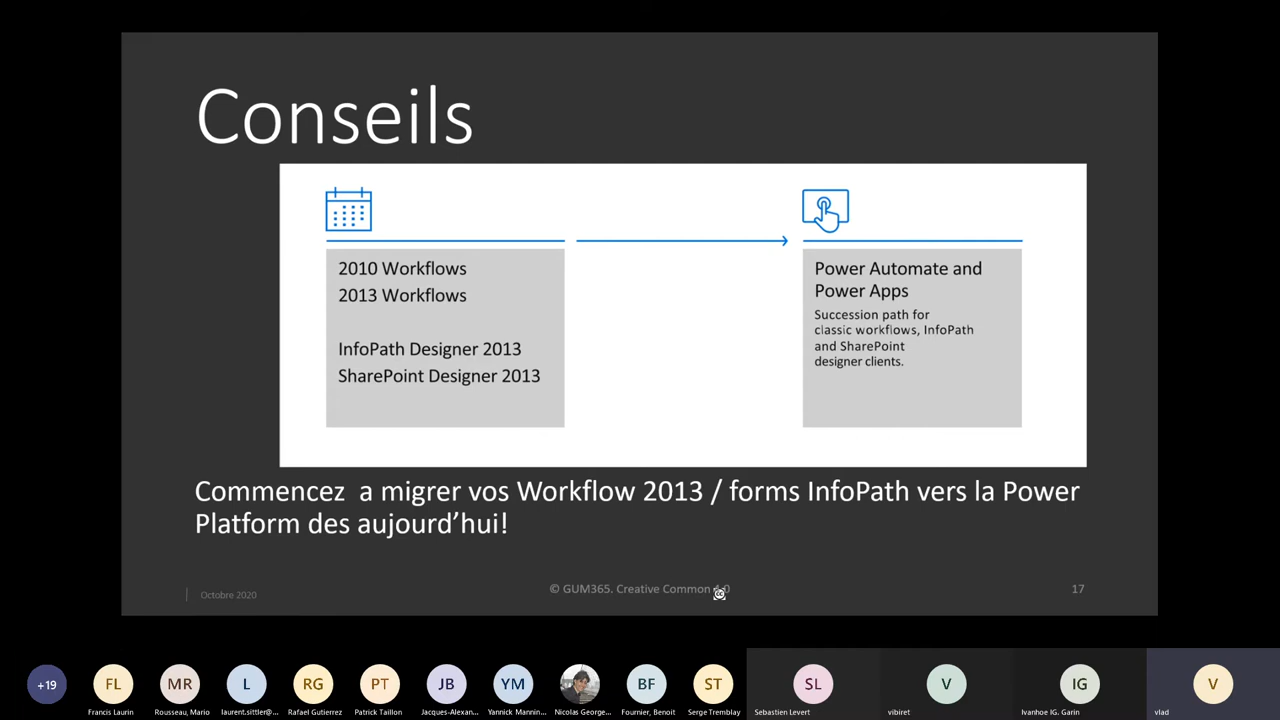 Conseils
2010 Workflows
2013 Workflows
InfoPath Designer 2013
SharePoint Designer 2013
Power Automate and
Power Apps
Succession path for
classic workflows, InfoPath
and SharePoint
designer clients.
Commencez  a migrer vos Workflow 2013 / forms InfoPath vers la Power
Platform des aujourd’hui!
Octobre 2020
© GUM365. Creative Common 4.0
17
+19
FL
MR
L
RG
PT
JB
YM
BF
ST
SL
V
IG
V
Francis Laurin
Rousseau, Mario
laurent.sittler@...
Rafael Gutierrez
Patrick Taillon
Jacques-Alexan...
Yannick Mannin...
Nicolas George...
Fournier, Benoit
Serge Tremblay
Sebastien Levert
vibiret
Ivanhoe IG. Garin
vlad